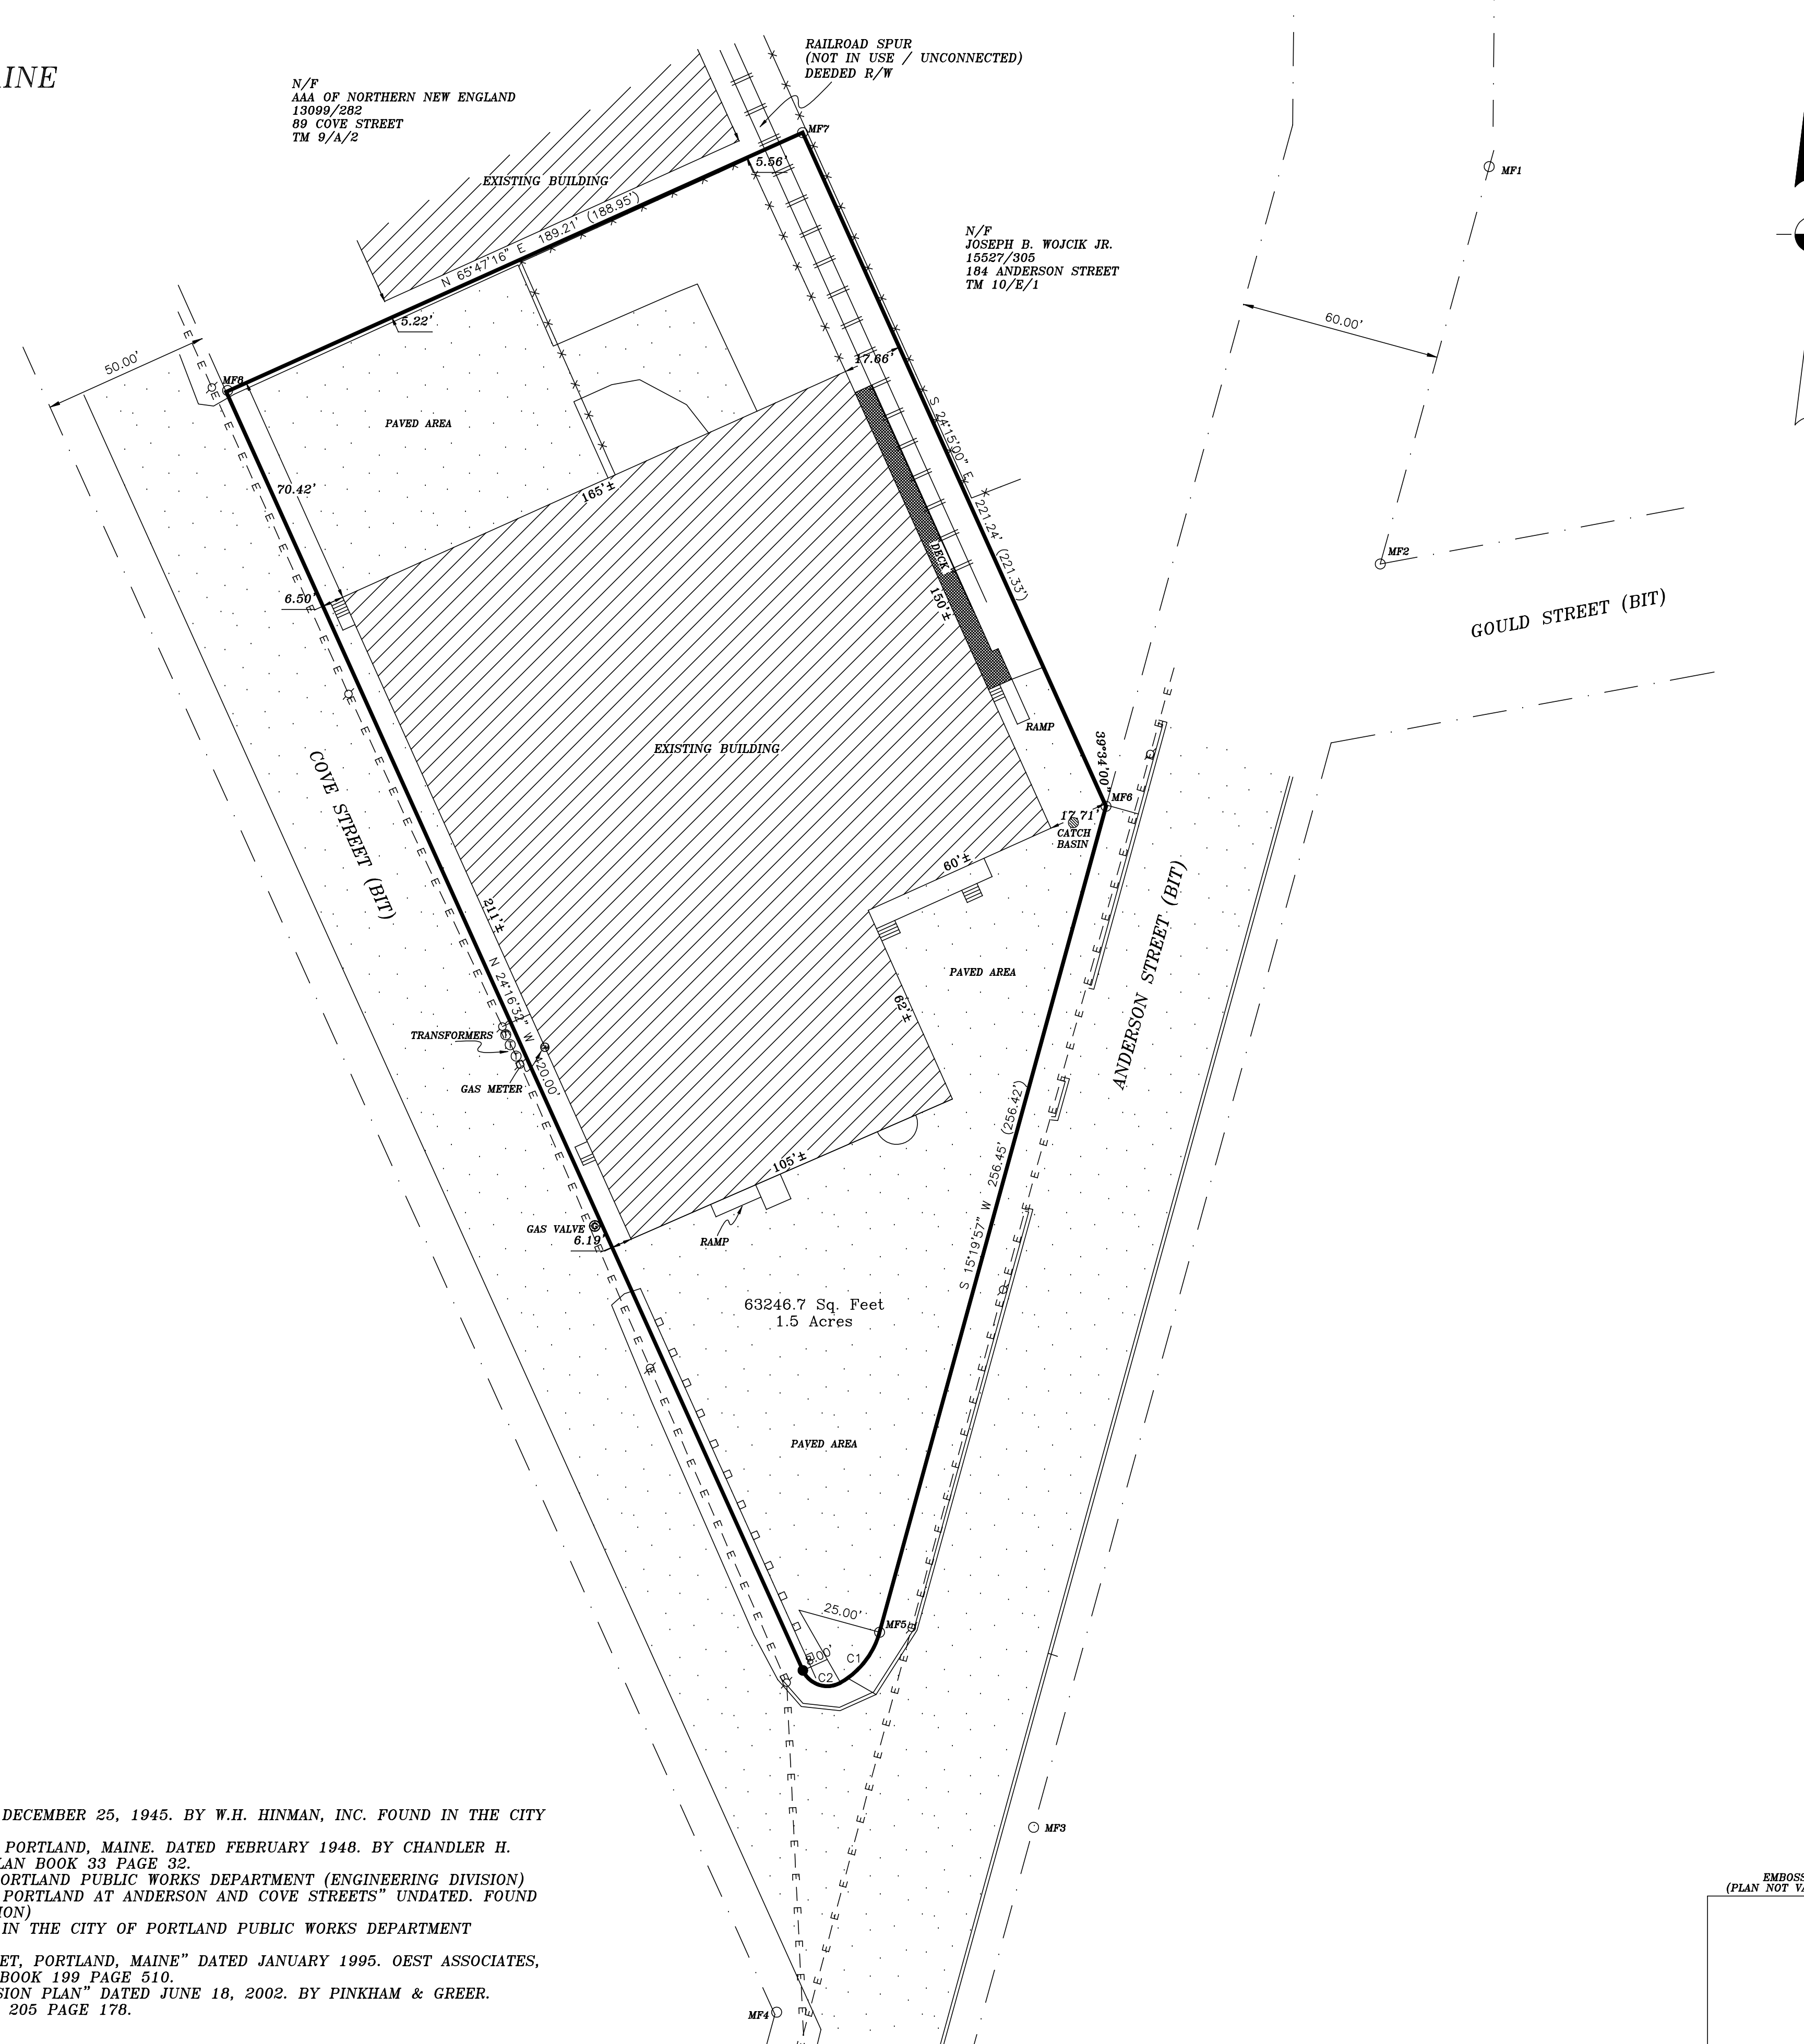 AINE
RAILROAD SPUR
(NOT IN USE / UNCONNECTED)
DEEDED R/W
N/F
AAA OF NORTHERN NEW ENGLAND
13099/282
89 COVE STREET
TM 9/A/2
MF7
5.56'
MF1
EXISTING BUILDING
N 65°47'16" E 189.21' (188.95')
N/F
JOSEPH B. WOJCIK JR.
15527/305
184 ANDERSON STREET
TM 10/E/1
5.22'
60.00'
50.00'
MF8
17.66'
PAVED AREA
S 24°15'00" E 221.24' (221.33')
70.42'
165'±
DECK
MF2
6.50'
150'±
GOULD STREET (BIT)
RAMP
EXISTING BUILDING
39°34'00"
MF6
17.71'
CATCH
BASIN
COVE STREET (BIT)
60'±
211'±
PAVED AREA
ANDERSON STREET (BIT)
62'±
N 24°16'32" W 420.00'
TRANSFORMERS
GAS METER
105'±
S 15°19'57" W 256.45' (256.42')
GAS VALVE
G
6.19'
RAMP
63246.7 Sq. Feet
1.5 Acres
PAVED AREA
25.00'
MF5
C1
C2
MF3
MF4
DECEMBER 25, 1945. BY W.H. HINMAN, INC. FOUND IN THE CITY
PORTLAND, MAINE. DATED FEBRUARY 1948. BY CHANDLER H.
LAN BOOK 33 PAGE 32.
ORTLAND PUBLIC WORKS DEPARTMENT (ENGINEERING DIVISION)
PORTLAND AT ANDERSON AND COVE STREETS" UNDATED. FOUND
ION)
IN THE CITY OF PORTLAND PUBLIC WORKS DEPARTMENT
ET, PORTLAND, MAINE" DATED JANUARY 1995. OEST ASSOCIATES,
BOOK 199 PAGE 510.
SION PLAN" DATED JUNE 18, 2002. BY PINKHAM & GREER.
205 PAGE 178.
EMBOSS
(PLAN NOT VA